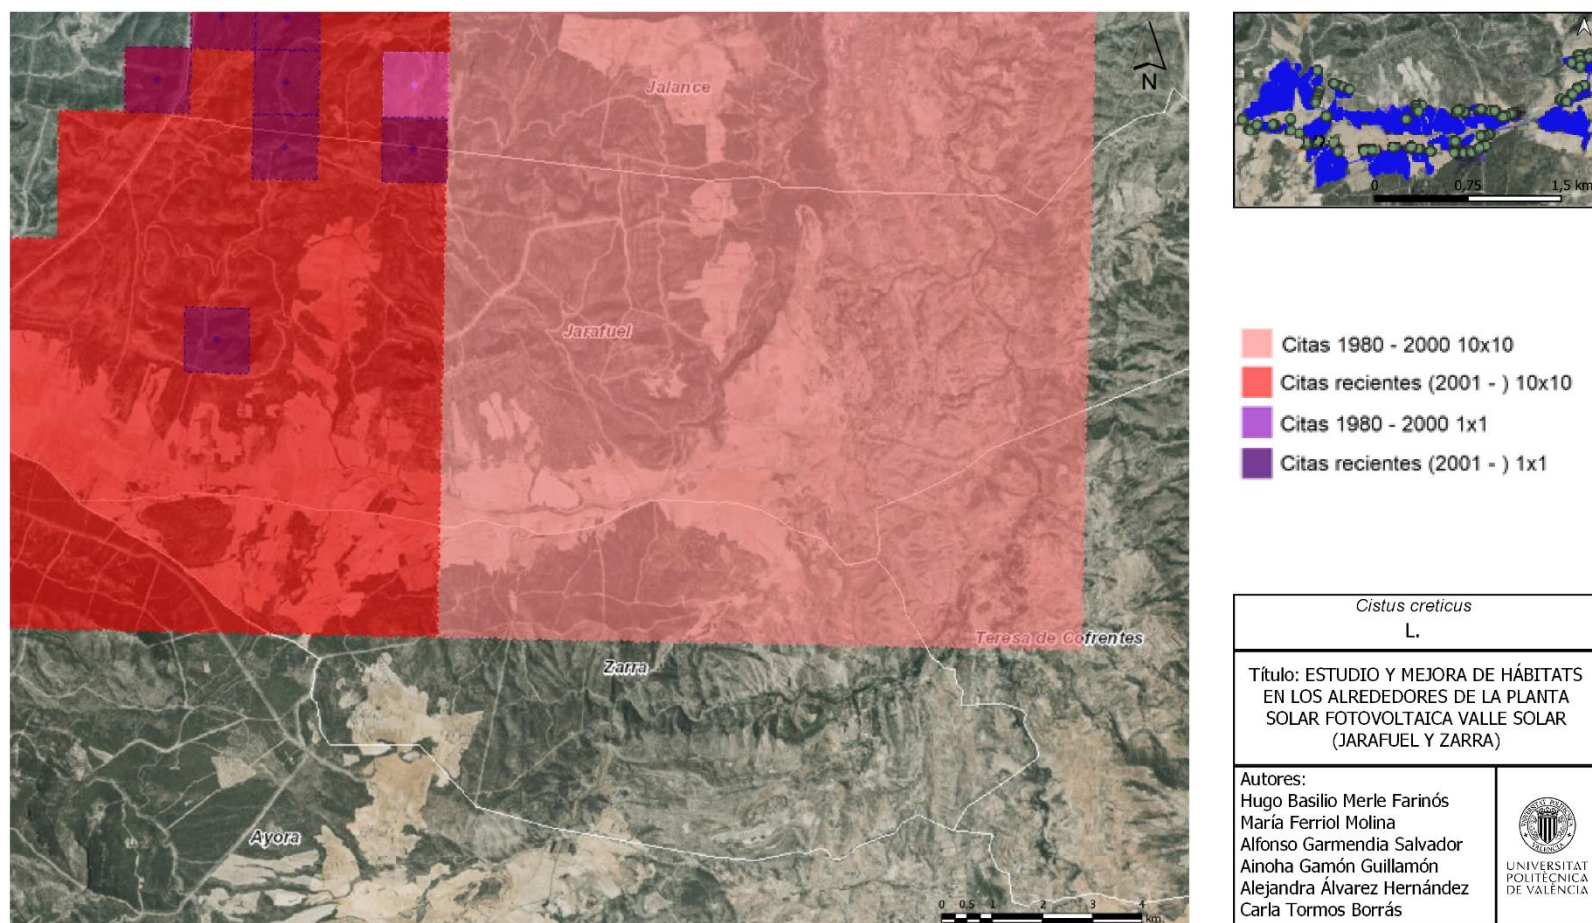 Jalance
Jarafuel
Teresa de Cofrentes
Zarra
Ayora
N
0 0,5 1 2 3 4
km
0 0,75 1,5 km
Citas 1980 - 2000 10x10
Citas recientes (2001 - ) 10x10
Citas 1980 - 2000 1x1
Citas recientes (2001 - ) 1x1
Cistus creticus
L.
Título: ESTUDIO Y MEJORA DE HÁBITATS
EN LOS ALREDEDORES DE LA PLANTA
SOLAR FOTOVOLTAICA VALLE SOLAR
(JARAFUEL Y ZARRA)
Autores:
Hugo Basilio Merle Farinós
María Ferriol Molina
Alfonso Garmendia Salvador
Ainoha Gamón Guillamón
Alejandra Álvarez Hernández
Carla Tormos Borrás
UNIVERSITAT
POLITÈCNICA
DE VALÈNCIA